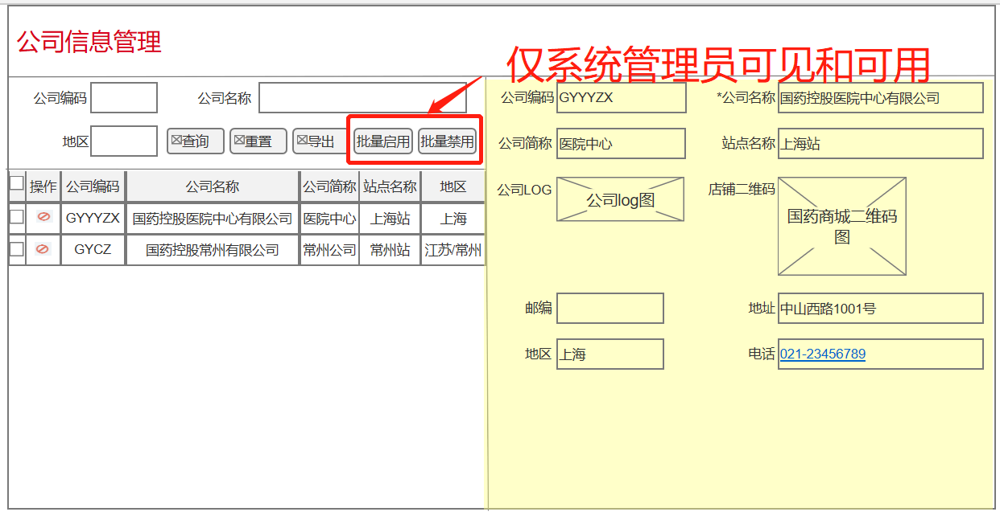 公司信息管理
仅系统管理员可见和可用
公司编码 公司名称
地区 查询 重置 导出 批量启用 批量禁用
操作 公司编码 公司名称 公司简称 站点名称 地区
GYYYZX 国药控股医院中心有限公司 医院中心 上海站 上海
GYCZ 国药控股常州有限公司 常州公司 常州站 江苏/常州
公司编码 GYYYZX *公司名称 国药控股医院中心有限公司
公司简称 医院中心 站点名称 上海站
公司LOG 公司log图 店铺二维码 国药商城二维码
图
邮编 地址 中山西路1001号
地区 上海 电话 021-23456789